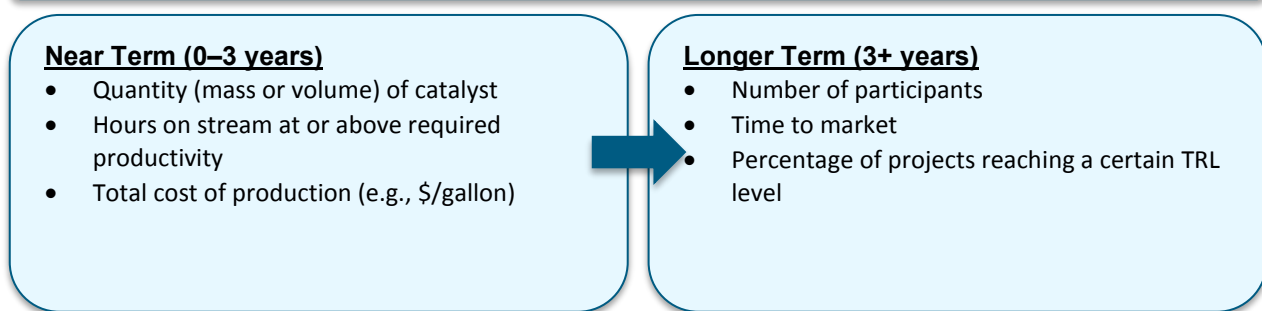 Near Term (0–3 years)
• Quantity (mass or volume) of catalyst
• Hours on stream at or above required
productivity
• Total cost of production (e.g., $/gallon)
Longer Term (3+ years)
• Number of participants
• Time to market
• Percentage of projects reaching a certain TRL
level